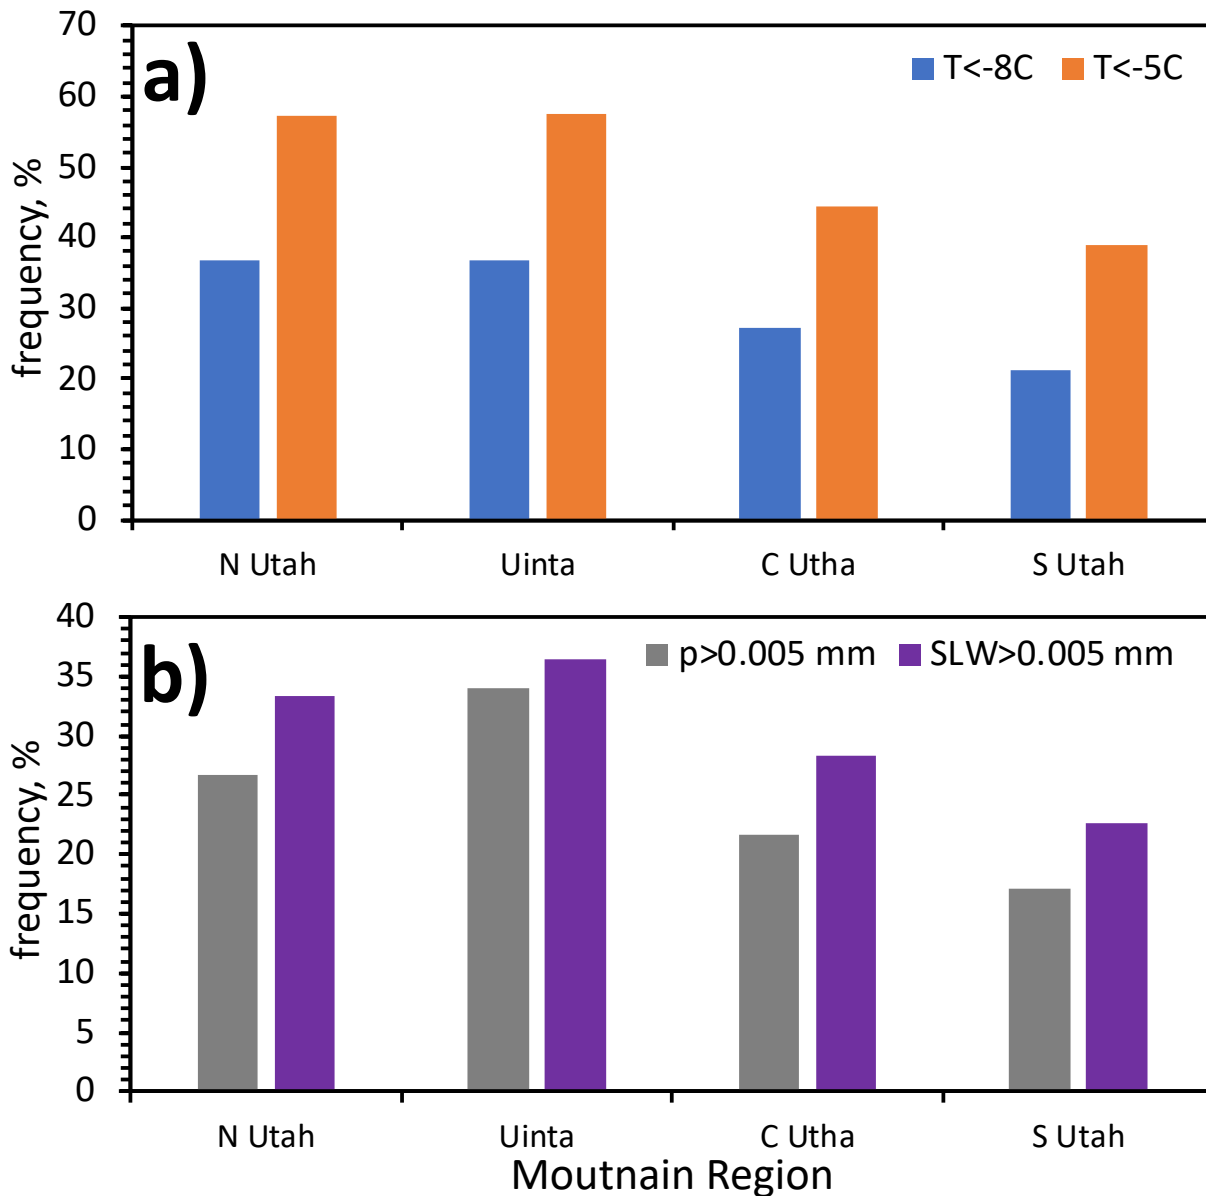 a)
T<-8C T<-5C
frequency, %
70
60
50
40
30
20
10
0
N Utah Uinta C Utha S Utah
b)
p>0.005 mm SLW>0.005 mm
frequency, %
40
35
30
25
20
15
10
5
0
N Utah Uinta C Utha S Utah
Moutnain Region